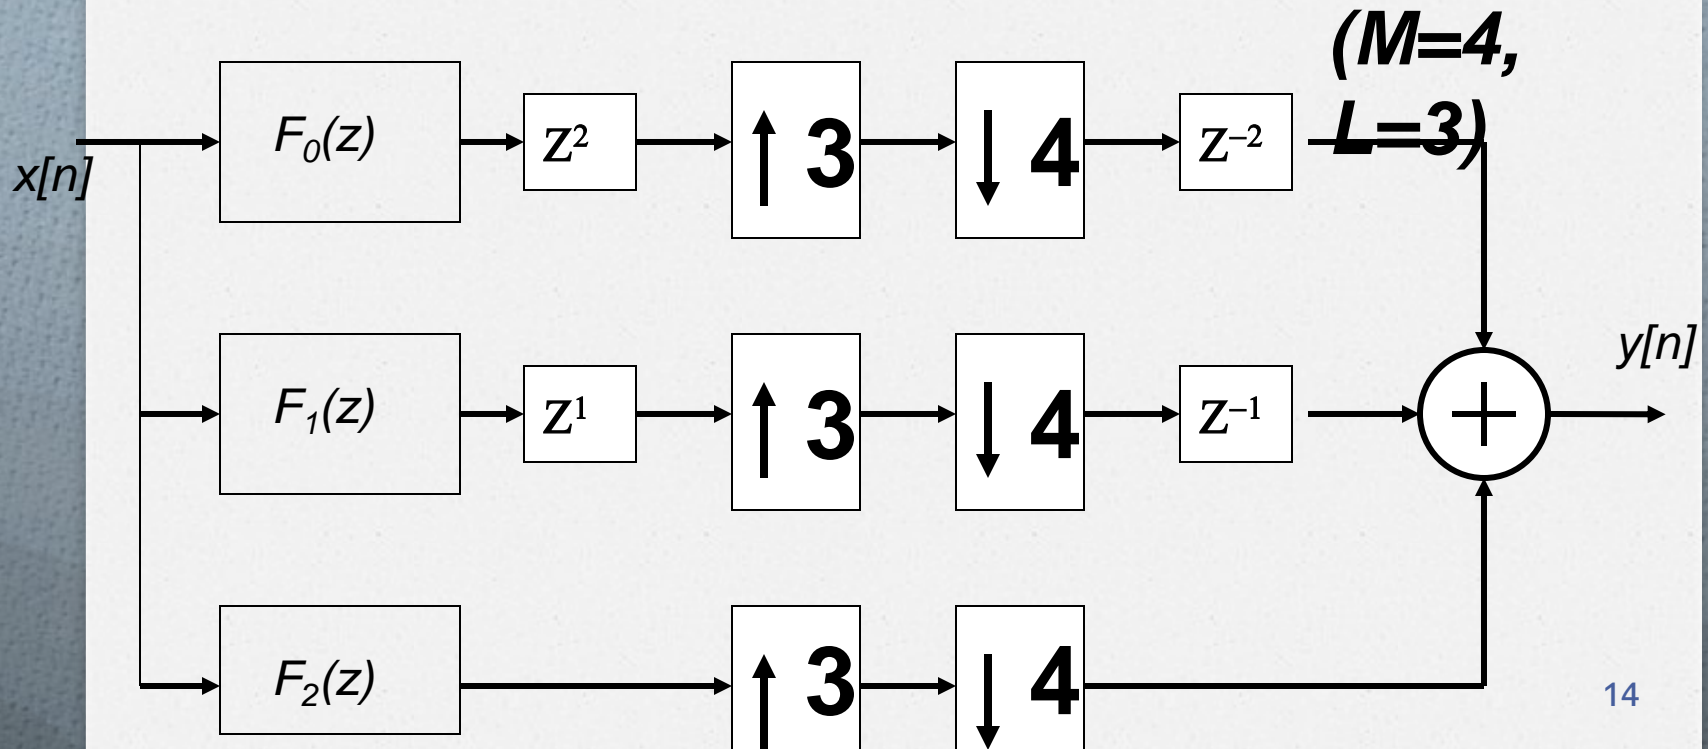 (M=4,
L=3)
x[n]
F₀(z)
z²
3
4
z⁻²
F₁(z)
z¹
3
4
z⁻¹
y[n]
F₂(z)
3
4
14